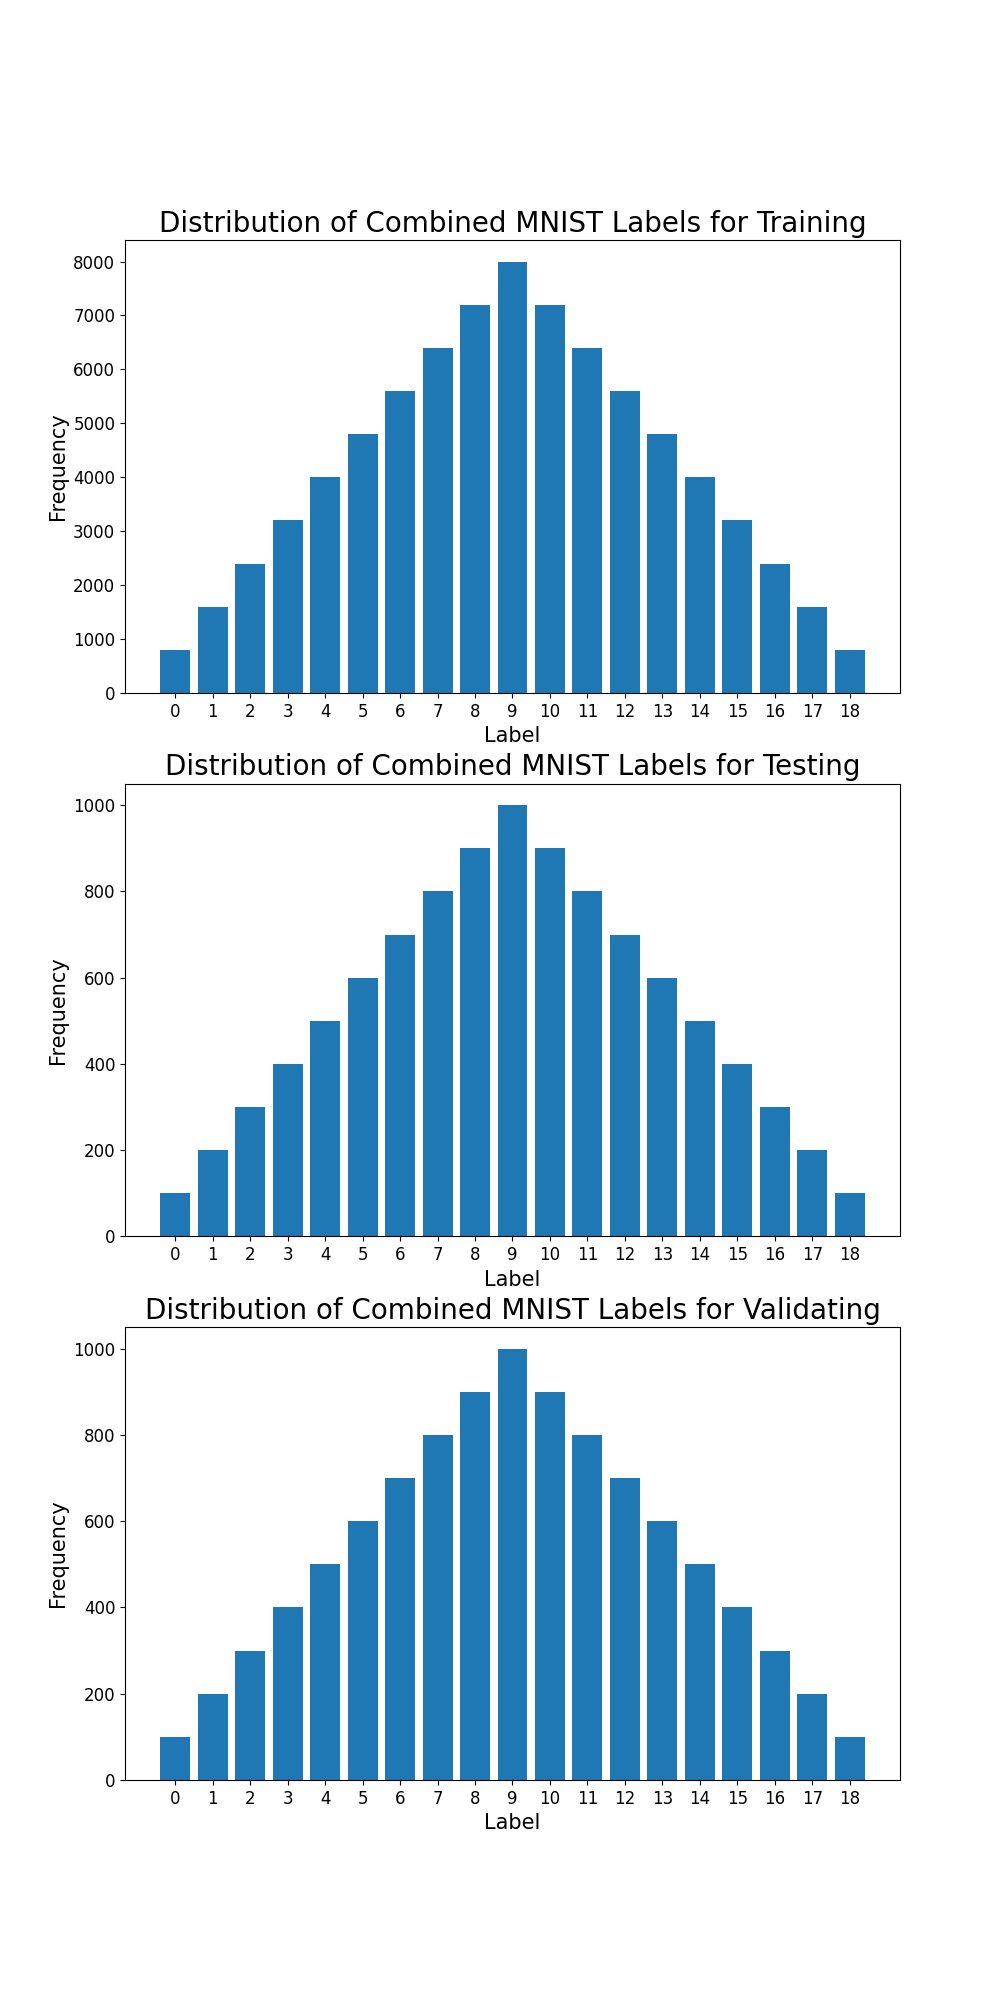 Distribution of Combined MNIST Labels for Training
8000
7000
6000
5000
4000
3000
2000
1000
0
Frequency
0 1 2 3 4 5 6 7 8 9 10 11 12 13 14 15 16 17 18
Label
Distribution of Combined MNIST Labels for Testing
1000
800
600
400
200
0
Frequency
0 1 2 3 4 5 6 7 8 9 10 11 12 13 14 15 16 17 18
Label
Distribution of Combined MNIST Labels for Validating
1000
800
600
400
200
0
Frequency
0 1 2 3 4 5 6 7 8 9 10 11 12 13 14 15 16 17 18
Label